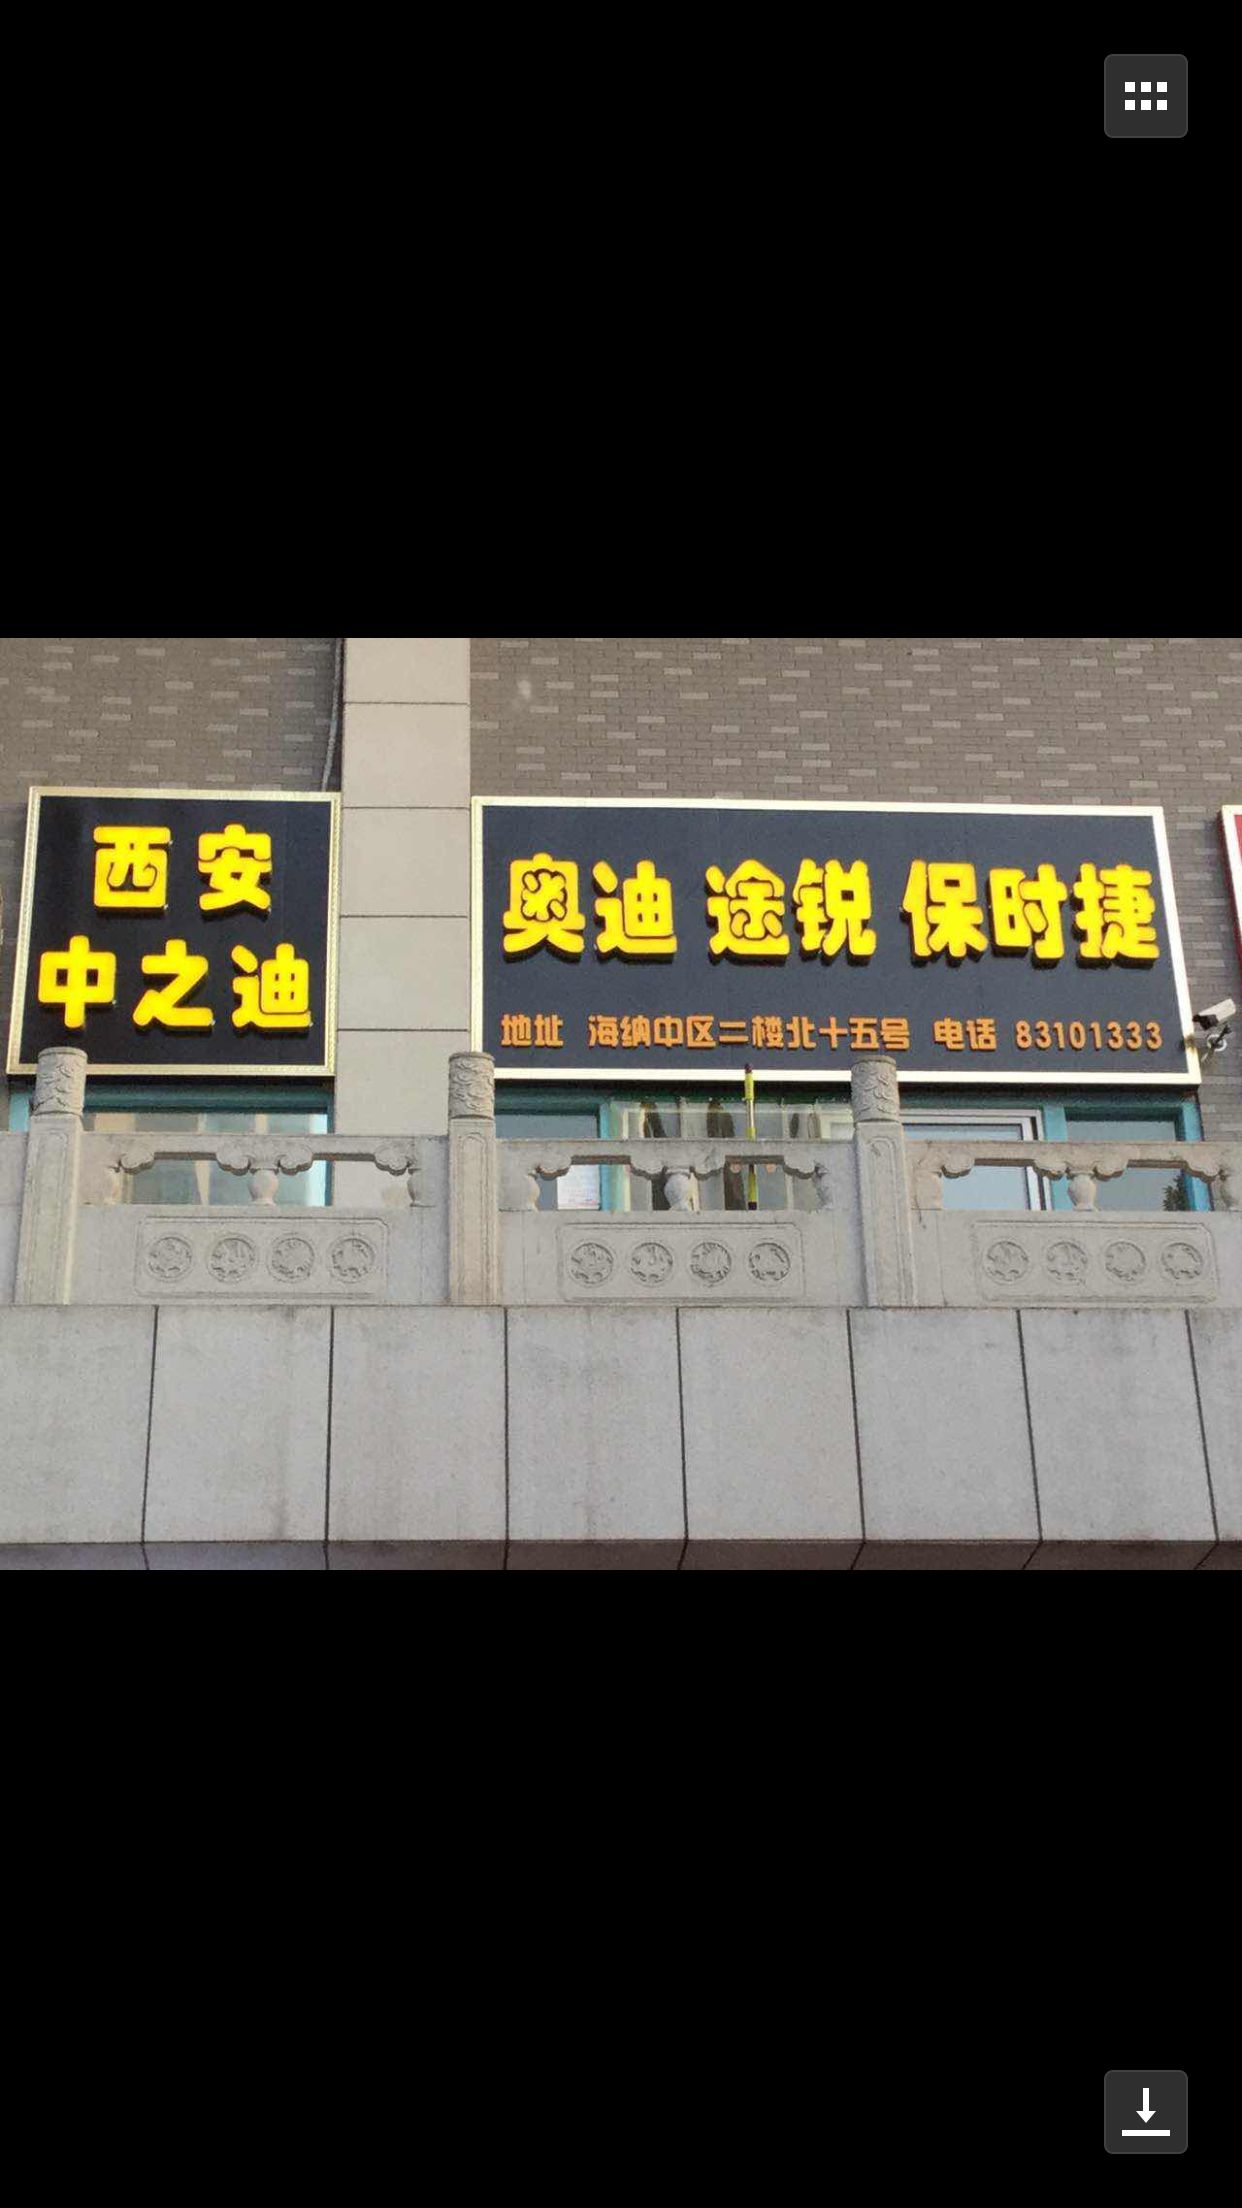 西安
中之迪
奥迪 途锐 保时捷
地址 海纳中区二楼北十五号 电话 83101333